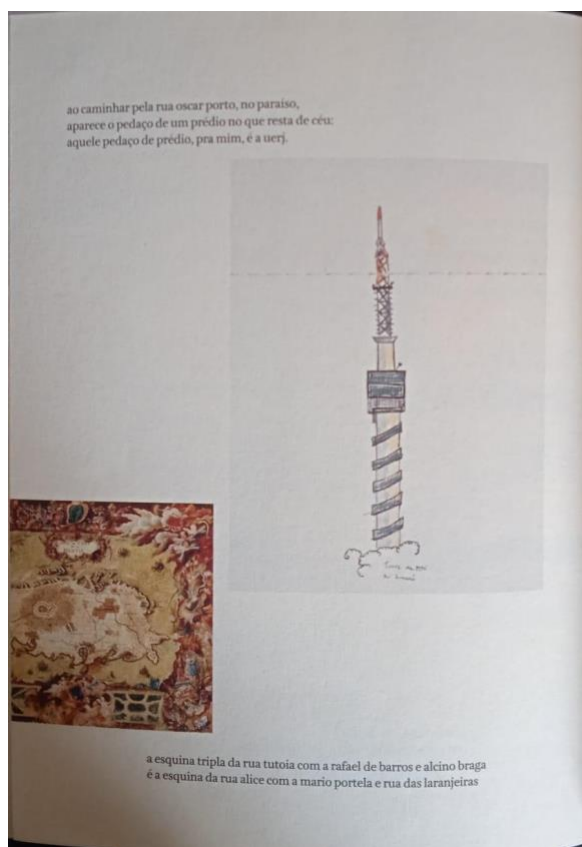 ao caminhar pela rua oscar porto, no paraíso,
aparece o pedaço de um prédio no que resta de céu:
aquele pedaço de prédio, pra mim, é a uerj.
a esquina tripla da rua tutoia com a rafael de barros e alcino braga
é a esquina da rua alice com a mario portela e rua das laranjeiras